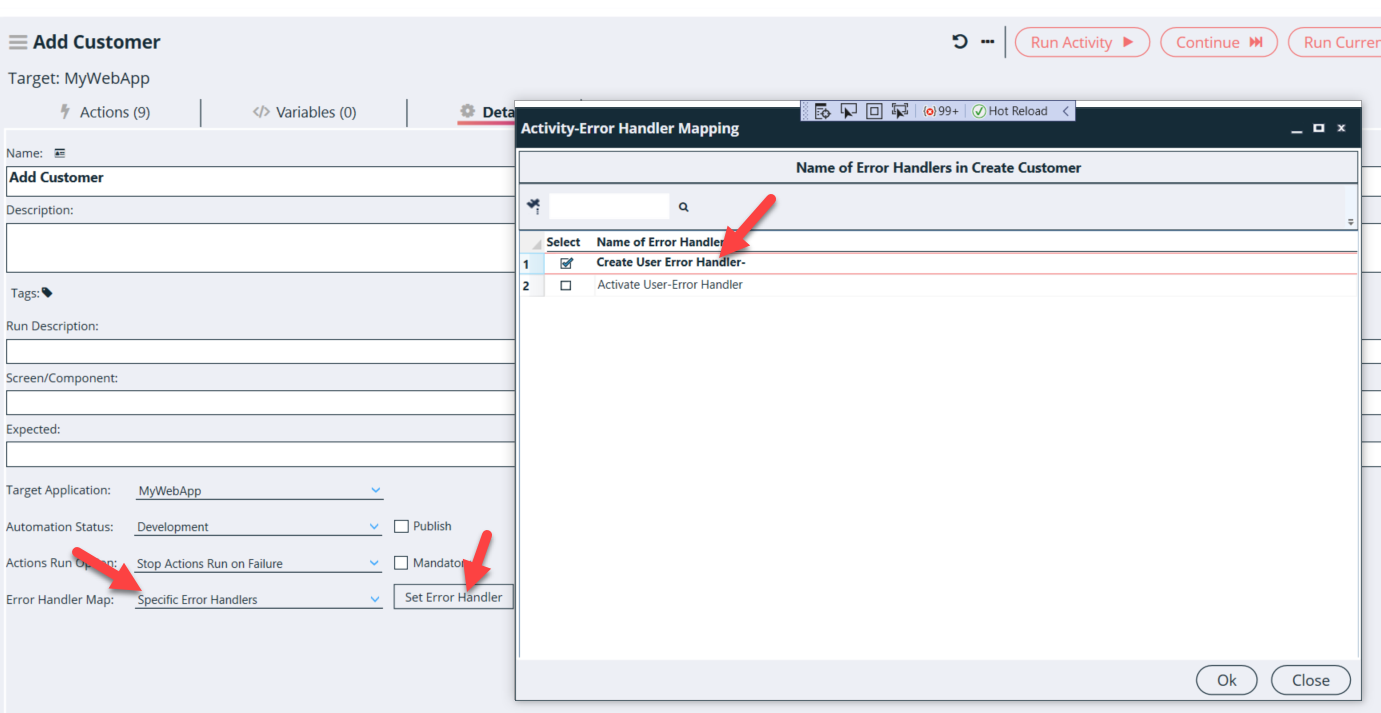 Add Customer
Run Activity
Continue
Run Curren
Target: MyWebApp
Actions (9)
Variables (0)
Deta
99+
Hot Reload
Activity-Error Handler Mapping
Name of Error Handlers in Create Customer
Name:
Add Customer
Description:
Select Name of Error Handler
1 Create User Error Handler-
2 Activate User-Error Handler
Tags:
Run Description:
Screen/Component:
Expected:
Target Application: MyWebApp
Automation Status: Development Publish
Actions Run Option: Stop Actions Run on Failure Mandatory
Error Handler Map: Specific Error Handlers Set Error Handler
Ok
Close